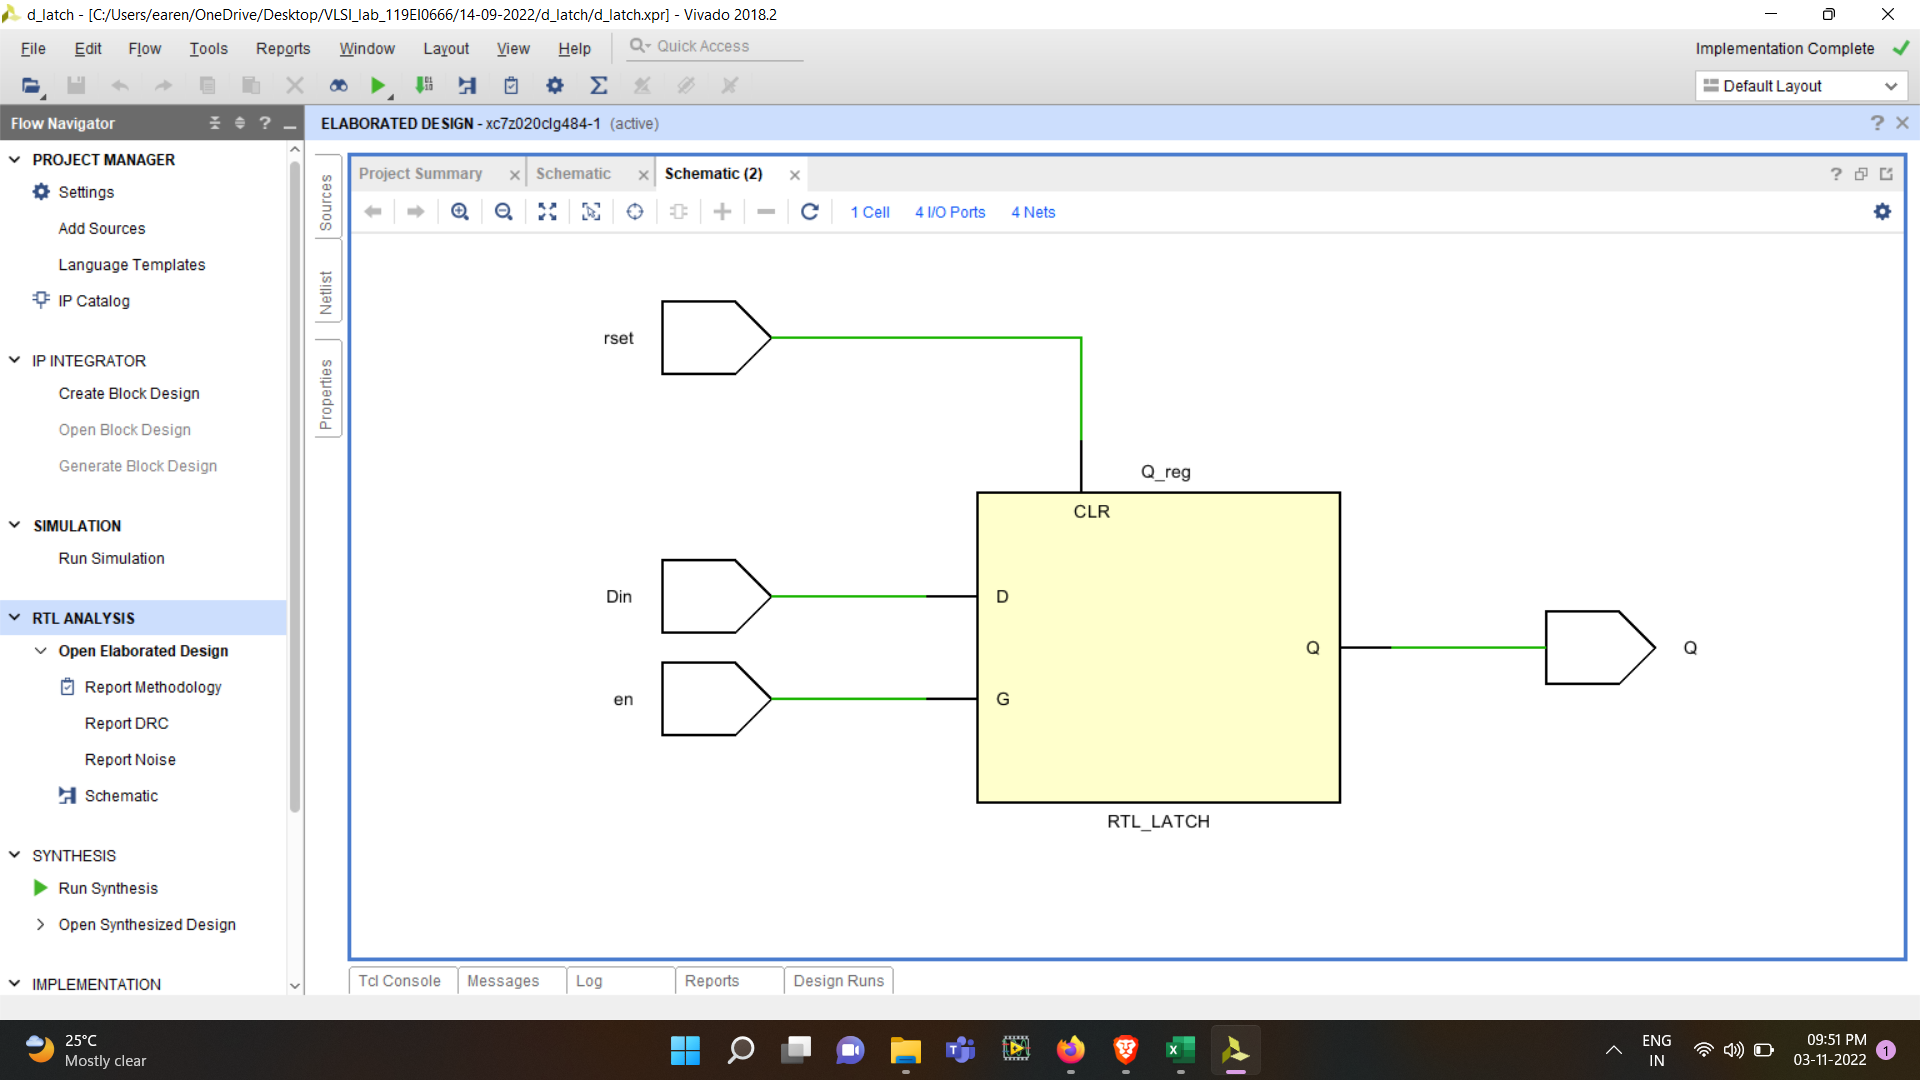 d_latch - [C:/Users/earen/OneDrive/Desktop/VLSI_lab_119EI0666/14-09-2022/d_latch/d_latch.xpr] - Vivado 2018.2
File Edit Flow Tools Reports Window Layout View Help Quick Access
Implementation Complete
Default Layout
Flow Navigator
ELABORATED DESIGN - xc7z020clg484-1 (active)
PROJECT MANAGER
Settings
Add Sources
Language Templates
IP Catalog
IP INTEGRATOR
Create Block Design
Open Block Design
Generate Block Design
SIMULATION
Run Simulation
RTL ANALYSIS
Open Elaborated Design
Report Methodology
Report DRC
Report Noise
Schematic
SYNTHESIS
Run Synthesis
Open Synthesized Design
IMPLEMENTATION
Sources
Netlist
Properties
Project Summary Schematic Schematic (2)
1 Cell 4 I/O Ports 4 Nets
rset
Q_reg
CLR
Din
D
Q
Q
en
G
RTL_LATCH
Tcl Console Messages Log Reports Design Runs
25°C
Mostly clear
ENG
IN
09:51 PM
03-11-2022
1